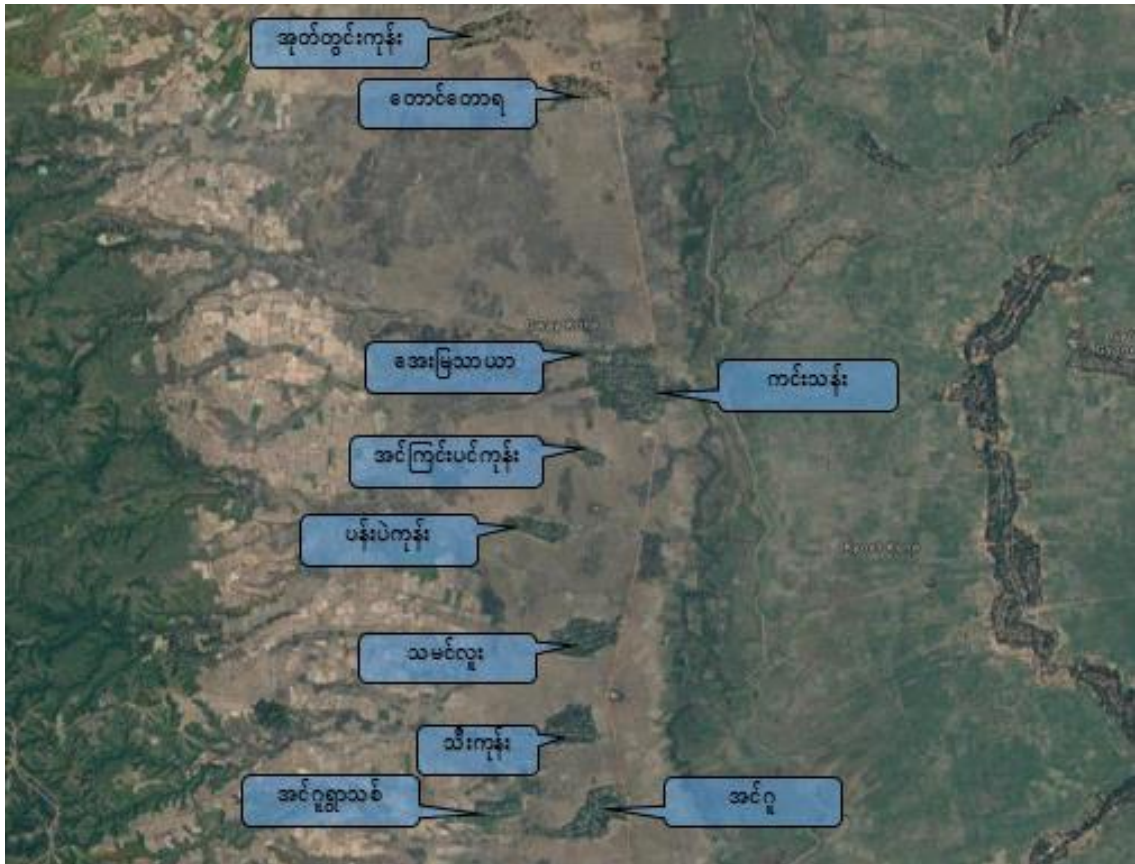 အုတ်တွင်းကုန်း
တောင်တောရ
အေးမြသာယာ
ကင်းသန်း
အင်ကြင်းပင်ကုန်း
ပန်းပဲကုန်း
သမင်လူး
သီးကုန်း
အင်ဂူရွာသစ်
အင်ဂူ